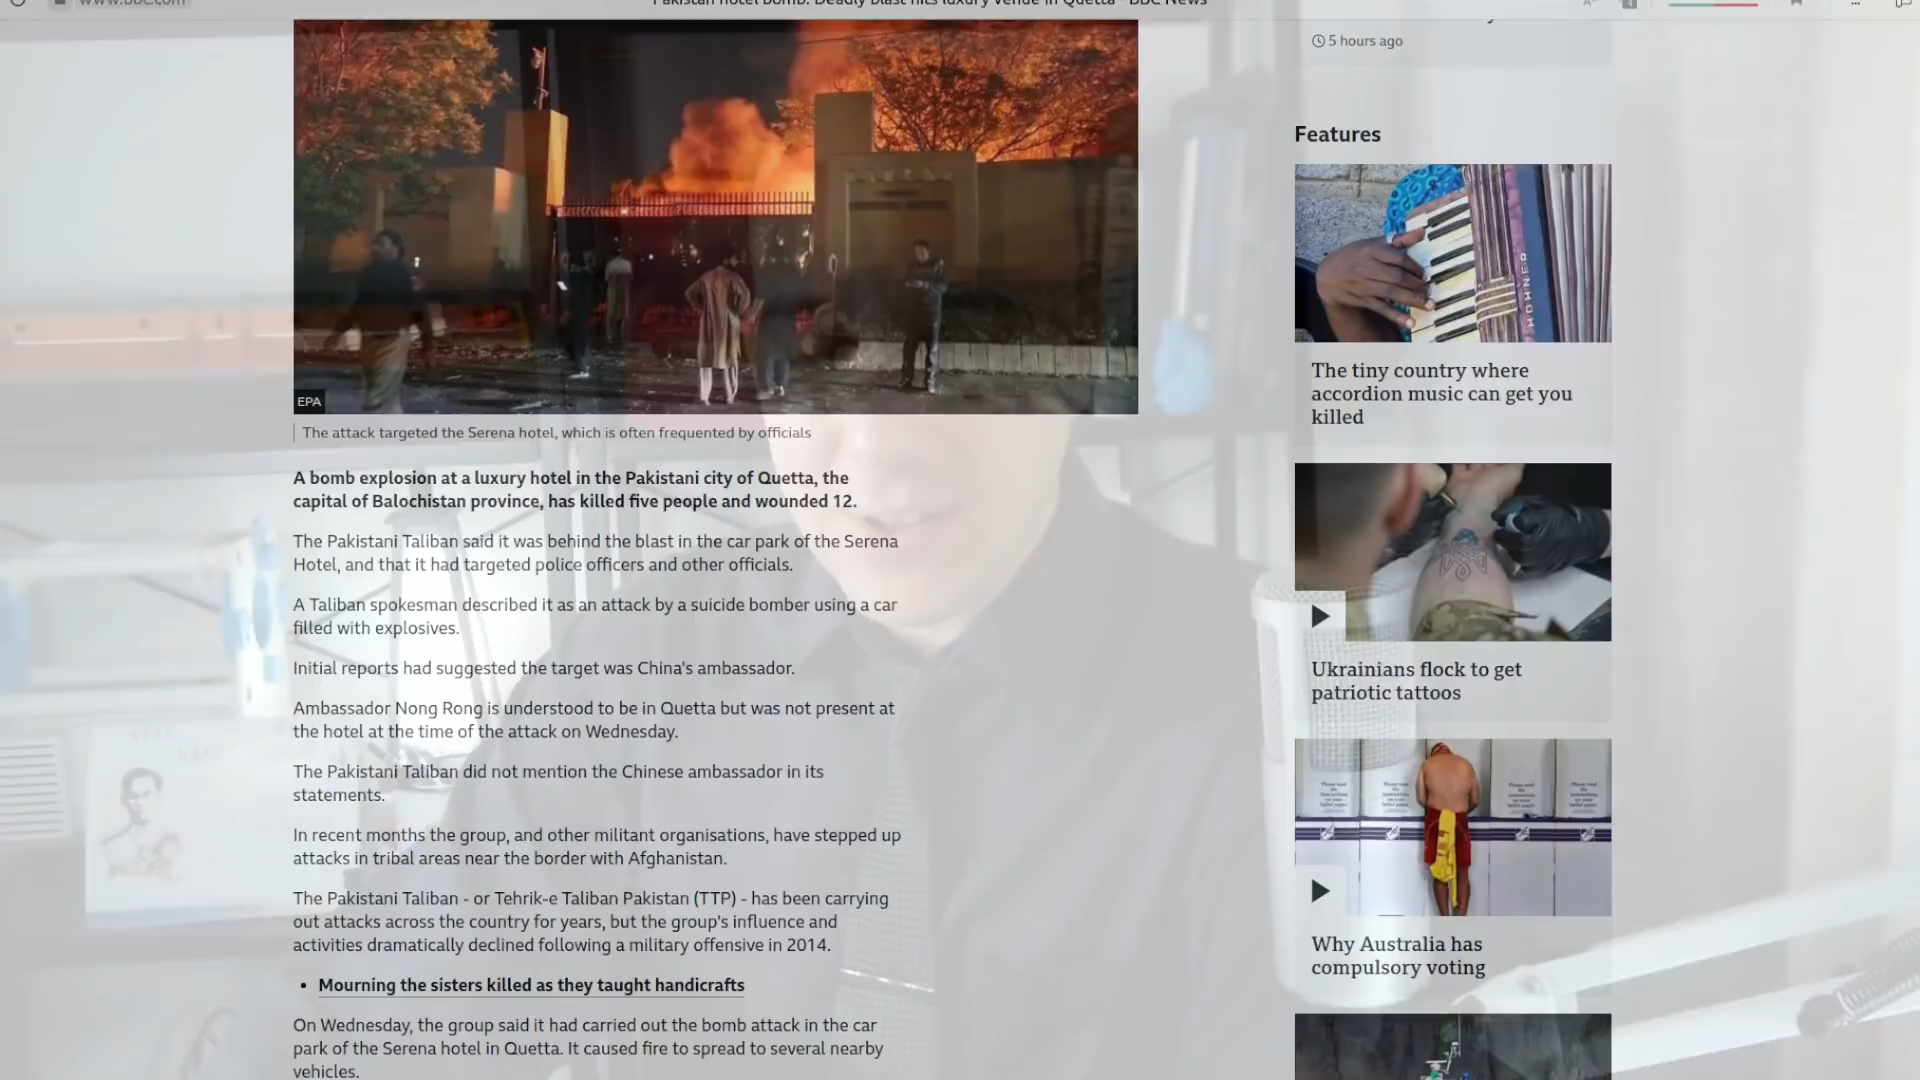 www.bbc.com
Pakistan hotel bomb: Deadly blast hits luxury venue in Quetta - BBC News
5 hours ago
EPA
The attack targeted the Serena hotel, which is often frequented by officials
A bomb explosion at a luxury hotel in the Pakistani city of Quetta, the
capital of Balochistan province, has killed five people and wounded 12.
The Pakistani Taliban said it was behind the blast in the car park of the Serena
Hotel, and that it had targeted police officers and other officials.
A Taliban spokesman described it as an attack by a suicide bomber using a car
filled with explosives.
Initial reports had suggested the target was China's ambassador.
Ambassador Nong Rong is understood to be in Quetta but was not present at
the hotel at the time of the attack on Wednesday.
The Pakistani Taliban did not mention the Chinese ambassador in its
statements.
In recent months the group, and other militant organisations, have stepped up
attacks in tribal areas near the border with Afghanistan.
The Pakistani Taliban - or Tehrik-e Taliban Pakistan (TTP) - has been carrying
out attacks across the country for years, but the group's influence and
activities dramatically declined following a military offensive in 2014.
• Mourning the sisters killed as they taught handicrafts
On Wednesday, the group said it had carried out the bomb attack in the car
park of the Serena hotel in Quetta. It caused fire to spread to several nearby
vehicles.
Features
HOHNER
The tiny country where
accordion music can get you
killed
Ukrainians flock to get
patriotic tattoos
Why Australia has
compulsory voting